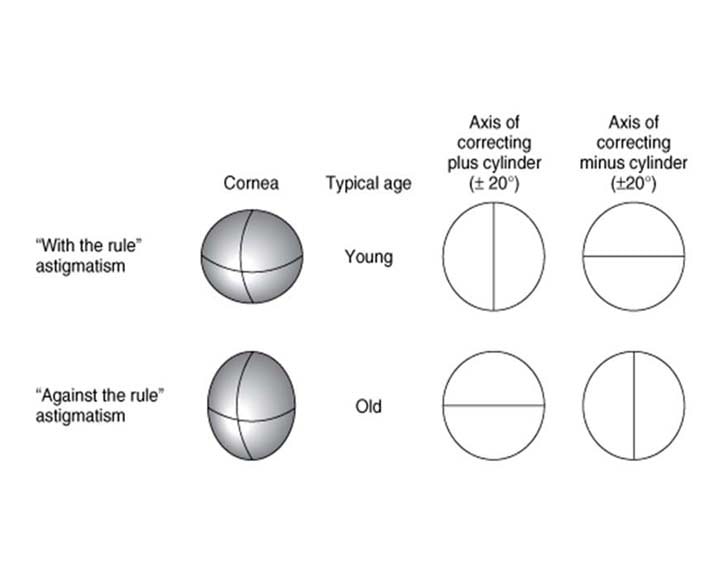 Axis of
correcting
plus cylinder
(± 20°)
Axis of
correcting
minus cylinder
(±20°)
Cornea
Typical age
“With the rule”
astigmatism
Young
“Against the rule”
astigmatism
Old